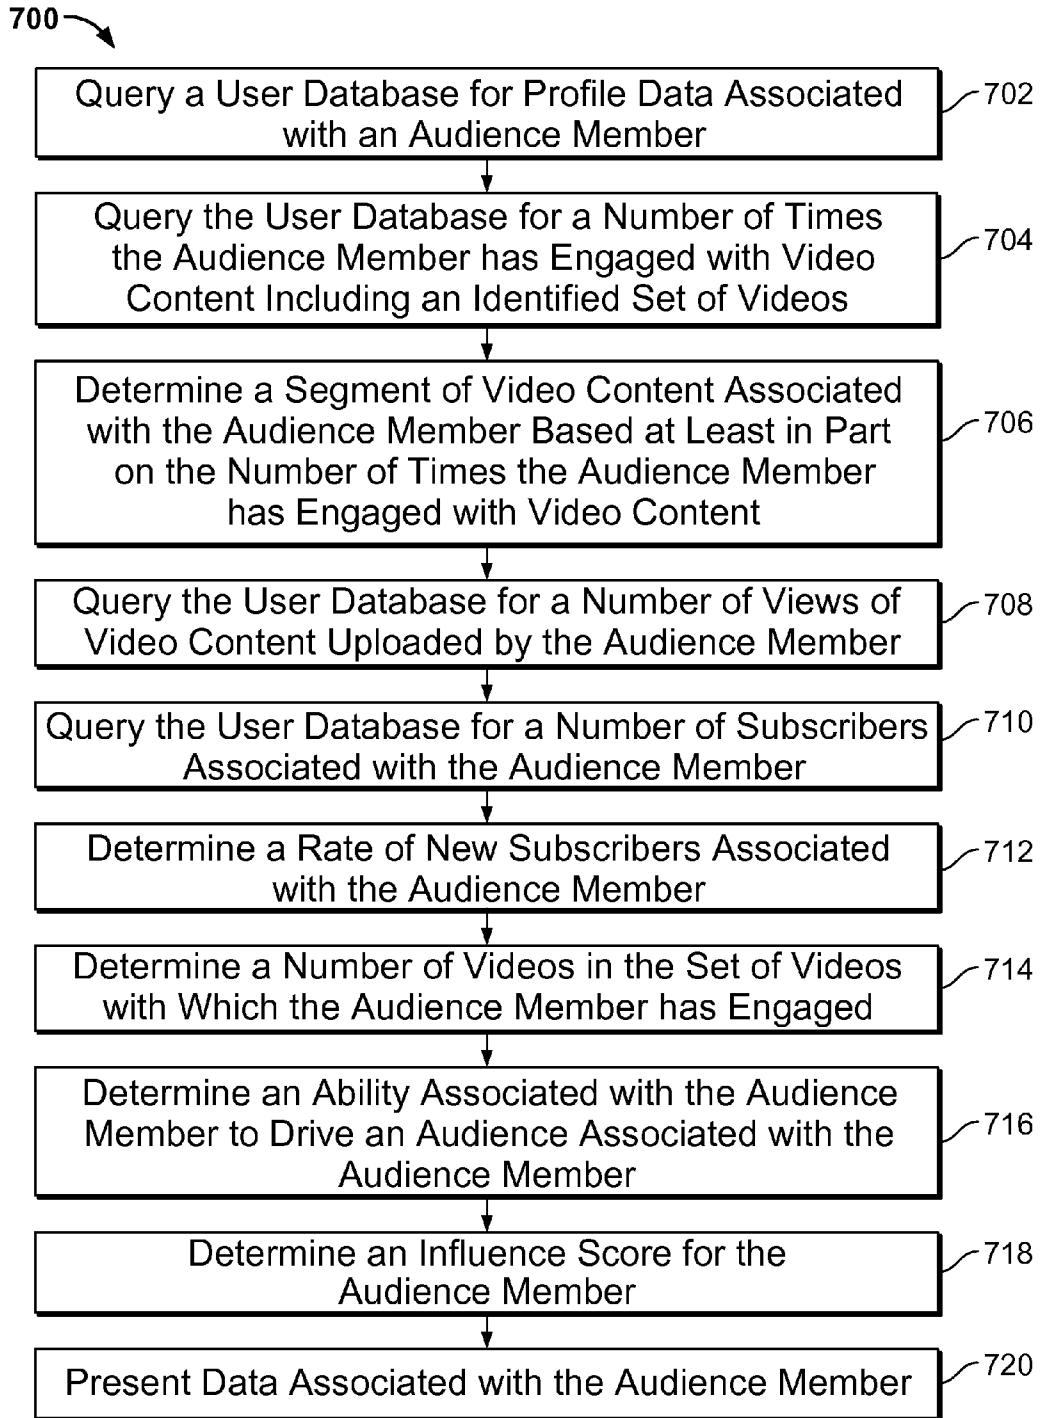 700
Query a User Database for Profile Data Associated
with an Audience Member
702
Query the User Database for a Number of Times
the Audience Member has Engaged with Video
Content Including an Identified Set of Videos
704
Determine a Segment of Video Content Associated
with the Audience Member Based at Least in Part
on the Number of Times the Audience Member
has Engaged with Video Content
706
Query the User Database for a Number of Views of
Video Content Uploaded by the Audience Member
708
Query the User Database for a Number of Subscribers
Associated with the Audience Member
710
Determine a Rate of New Subscribers Associated
with the Audience Member
712
Determine a Number of Videos in the Set of Videos
with Which the Audience Member has Engaged
714
Determine an Ability Associated with the Audience
Member to Drive an Audience Associated with the
Audience Member
716
Determine an Influence Score for the
Audience Member
718
Present Data Associated with the Audience Member
720